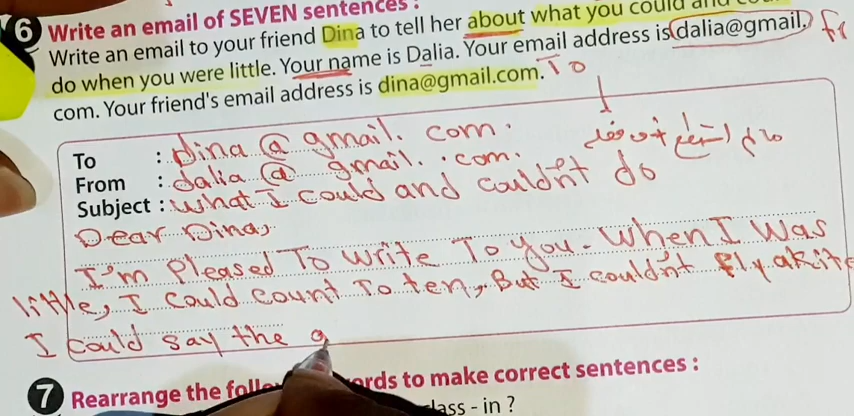 6 Write an email of SEVEN sentences :
Write an email to your friend Dina to tell her about what you could and
do when you were little. Your name is Dalia. Your email address is dalia@gmail.
com. Your friend's email address is dina@gmail.com. To
To : dina @ gmail. com.
From : dalia @ gmail. .com.
Subject : what I could and couldn't do
Dear Dina,
I'm pleased To write To you. When I was
little, I could count To ten, But I couldn't fly akite
I could say the a
7 Rearrange the words to make correct sentences :
class - in ?